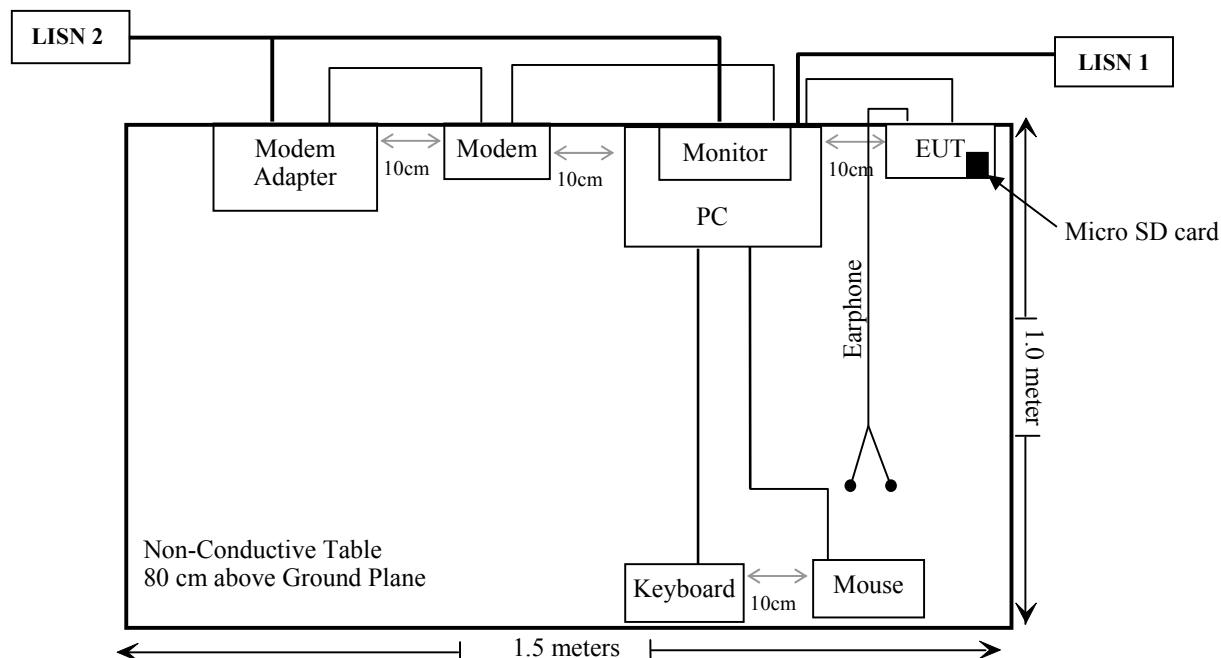 LISN 2
LISN 1
Modem
Adapter
10cm
Modem
10cm
Monitor
PC
10cm
EUT
Micro SD card
Earphone
1.0 meter
Non-Conductive Table
80 cm above Ground Plane
Keyboard
10cm
Mouse
1.5 meters